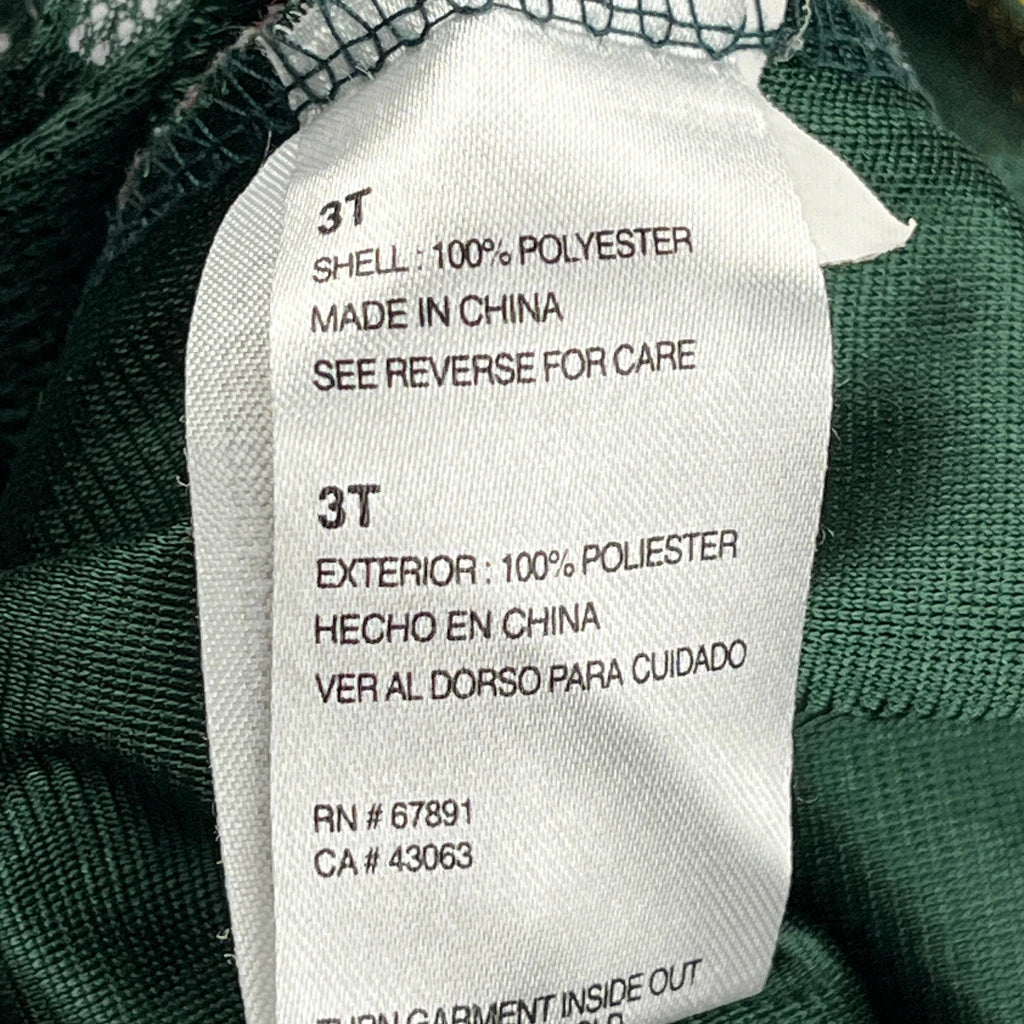 3T
SHELL : 100% POLYESTER
MADE IN CHINA
SEE REVERSE FOR CARE
3T
EXTERIOR : 100% POLIESTER
HECHO EN CHINA
VER AL DORSO PARA CUIDADO
RN # 67891
CA # 43063
TURN GARMENT INSIDE OUT